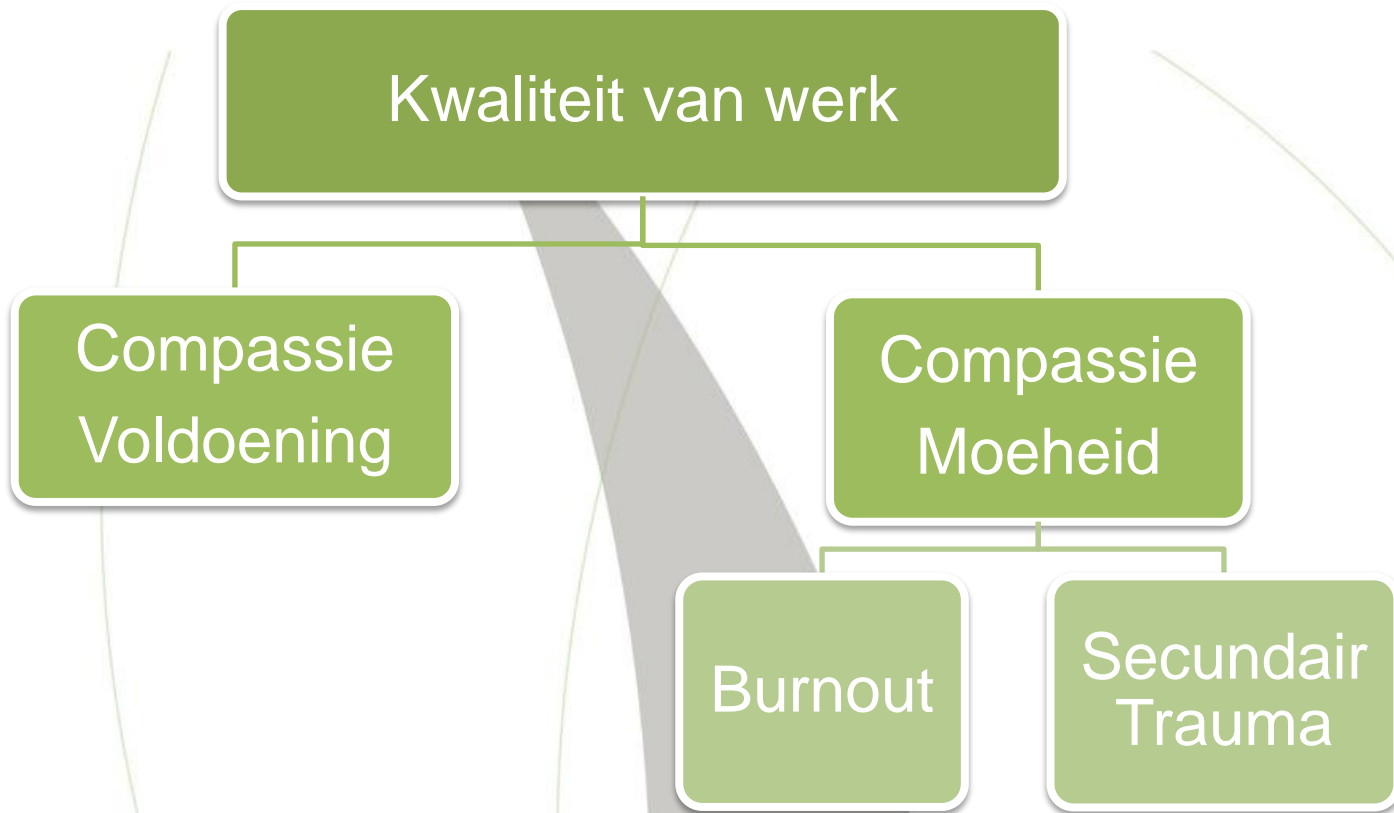 Kwaliteit van werk
Compassie
Voldoening
Compassie
Moeheid
Burnout
Secundair
Trauma